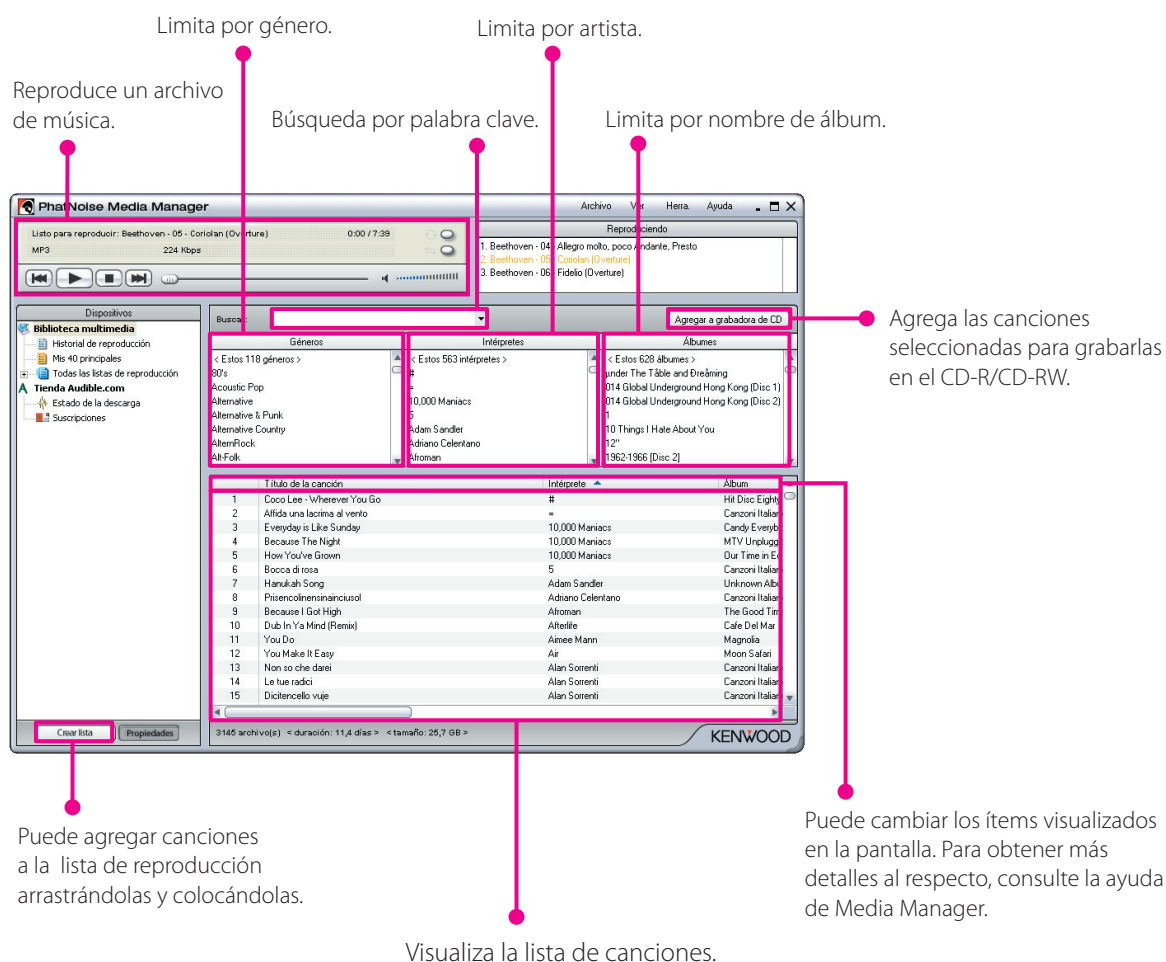 Limita por género.
Limita por artista.
Reproduce un archivo
de música.
Búsqueda por palabra clave.
Limita por nombre de álbum.
PhatNoise Media Manager
Archivo Ver Herra. Ayuda
Listo para reproducir: Beethoven - 05 - Coriolan (Overture) 0:00 / 7:39
MP3 224 Kbps
Reproduciendo
1. Beethoven - 04 - Allegro molto, poco Andante, Presto
2. Beethoven - 05 - Coriolan (Overture)
3. Beethoven - 06 - Fidelio (Overture)
Dispositivos
Biblioteca multimedia
Historial de reproducción
Mis 40 principales
Todas las listas de reproducción
Tienda Audible.com
Estado de la descarga
Suscripciones
Agregar a grabadora de CD
Agrega las canciones
seleccionadas para grabarlas
en el CD-R/CD-RW.
Géneros
< Estos 118 géneros >
80's
Acoustic Pop
Alternative
Alternative & Punk
Alternative Country
AlternRock
Alt-Folk
Intérpretes
< Estos 563 intérpretes >
#
=
10,000 Maniacs
5
Adam Sandler
Adriano Celentano
Afroman
Álbumes
< Estos 628 álbumes >
µnder The Tåble and Ðreåming
014 Global Underground Hong Kong (Disc 1)
014 Global Underground Hong Kong (Disc 2)
1
10 Things I Hate About You
12"
1962-1966 [Disc 2]
Título de la canción Intérprete Álbum
1 Coco Lee - Wherever You Go # Hit Disc Eighty
2 Affida una lacrima al vento = Canzoni Italian
3 Everyday is Like Sunday 10,000 Maniacs Candy Everyb
4 Because The Night 10,000 Maniacs MTV Unplugg
5 How You've Grown 10,000 Maniacs Our Time in E
6 Bocca di rosa 5 Canzoni Italian
7 Hanukah Song Adam Sandler Unknown Alb
8 Prisencolinensinainciusol Adriano Celentano Canzoni Italian
9 Because I Got High Afroman The Good Tim
10 Dub In Ya Mind (Remix) Afterlife Cafe Del Mar
11 You Do Aimee Mann Magnolia
12 You Make It Easy Air Moon Safari
13 Non so che darei Alan Sorrenti Canzoni Italian
14 Le tue radici Alan Sorrenti Canzoni Italian
15 Dicitencello vuje Alan Sorrenti Canzoni Italian
Crear lista Propiedades
3145 archivo(s) < duración: 11,4 días > < tamaño: 25,7 GB >
KENWOOD
Puede agregar canciones
a la lista de reproducción
arrastrándolas y colocándolas.
Puede cambiar los ítems visualizados
en la pantalla. Para obtener más
detalles al respecto, consulte la ayuda
de Media Manager.
Visualiza la lista de canciones.